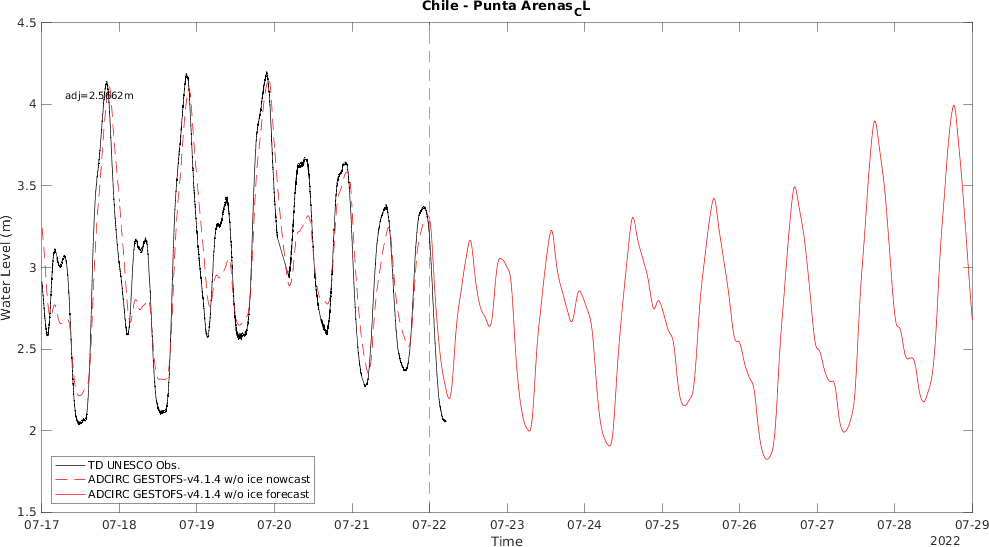 Chile - Punta Arenas_CL
4.5
4
3.5
3
2.5
2
1.5
Water Level (m)
adj=2.5662m
TD UNESCO Obs.
ADCIRC GESTOFS-v4.1.4 w/o ice nowcast
ADCIRC GESTOFS-v4.1.4 w/o ice forecast
07-17 07-18 07-19 07-20 07-21 07-22 07-23 07-24 07-25 07-26 07-27 07-28 07-29
Time
2022